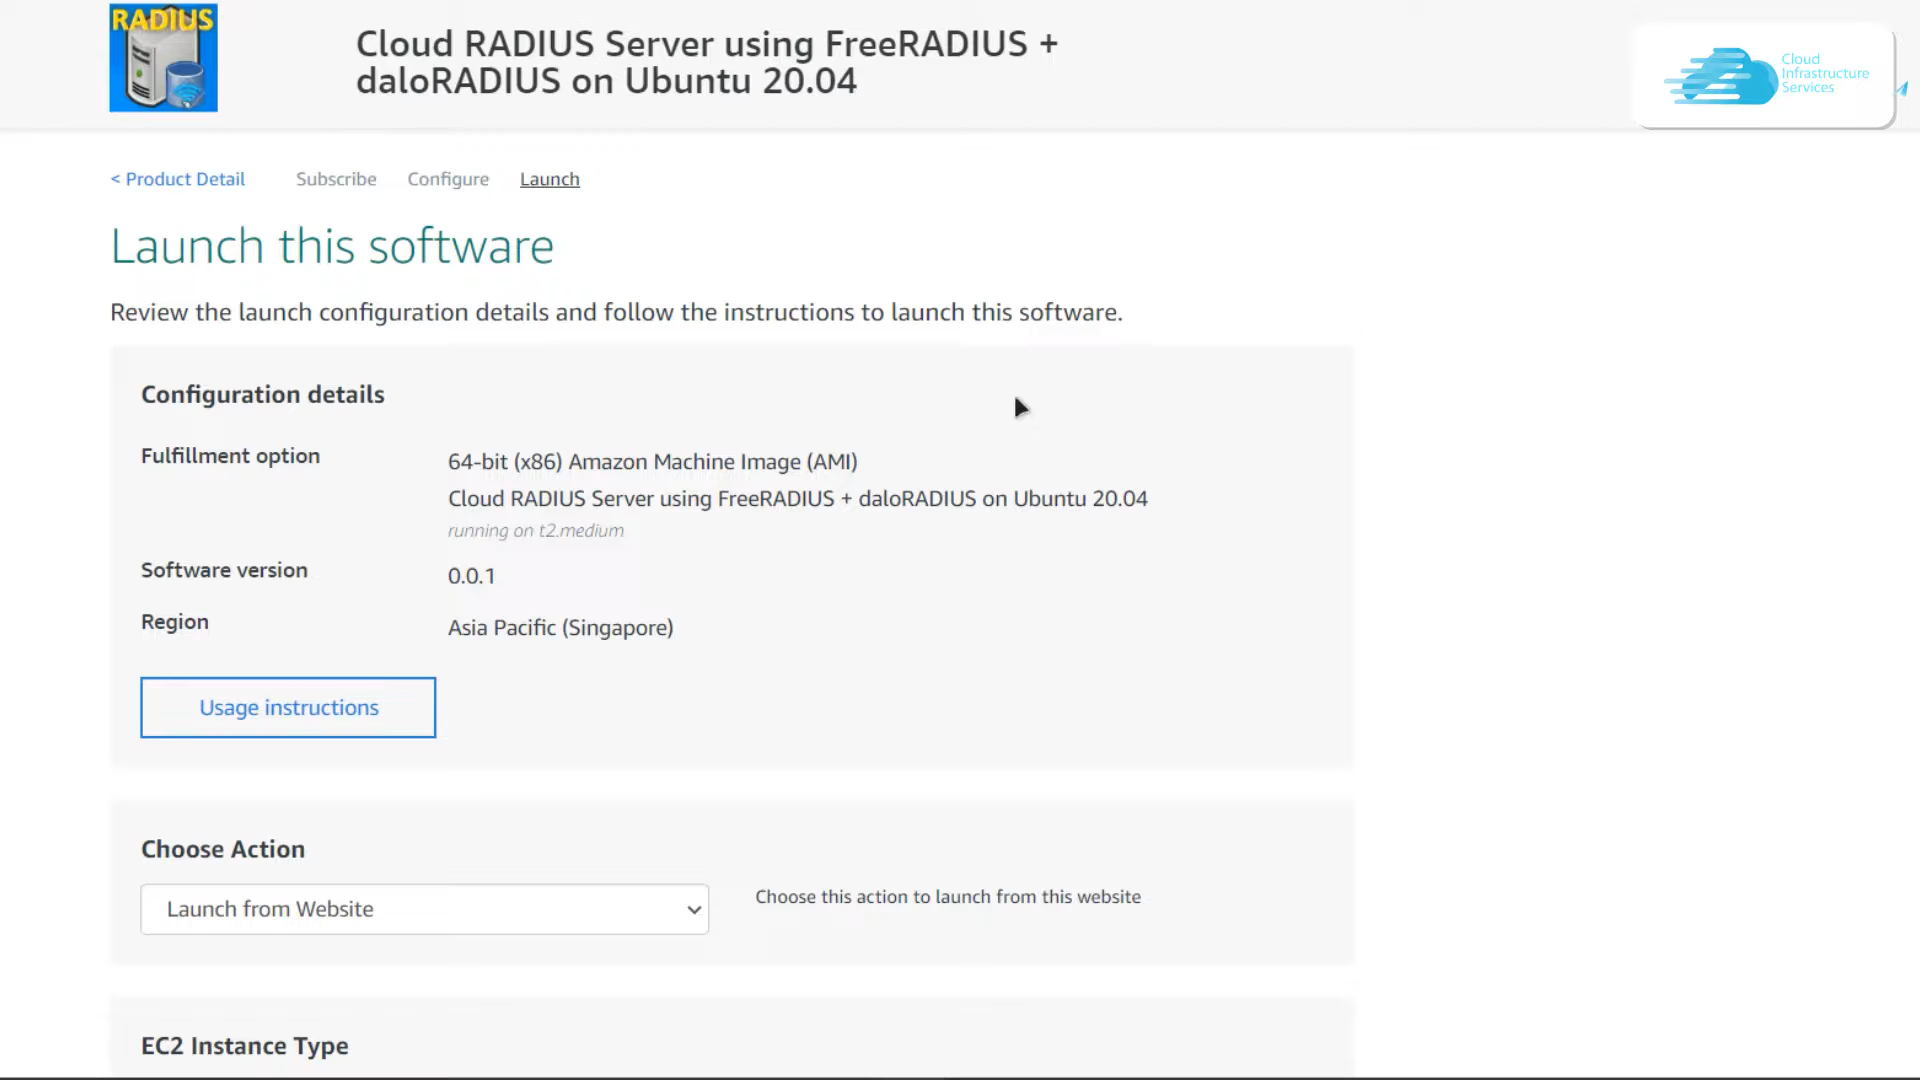 RADIUS
Cloud RADIUS Server using FreeRADIUS +
daloRADIUS on Ubuntu 20.04
Cloud
Infrastructure
Services
< Product Detail Subscribe Configure Launch
Launch this software
Review the launch configuration details and follow the instructions to launch this software.
Configuration details
Fulfillment option
64-bit (x86) Amazon Machine Image (AMI)
Cloud RADIUS Server using FreeRADIUS + daloRADIUS on Ubuntu 20.04
running on t2.medium
Software version
0.0.1
Region
Asia Pacific (Singapore)
Usage instructions
Choose Action
Launch from Website
Choose this action to launch from this website
EC2 Instance Type